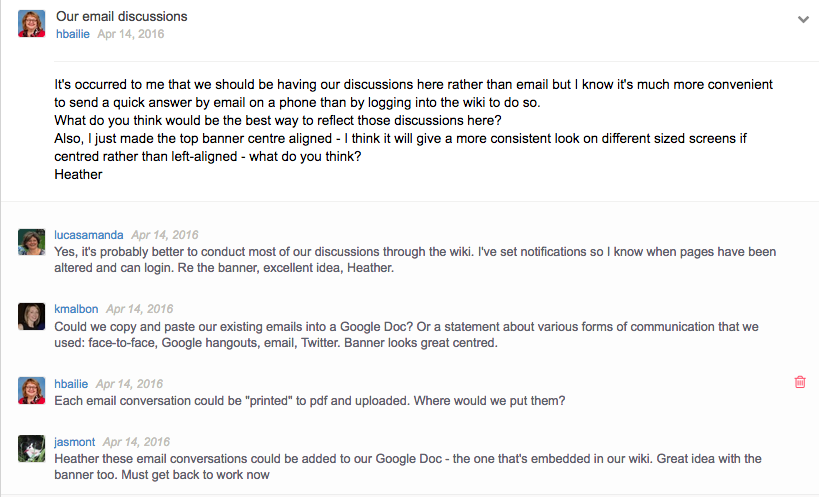 Our email discussions
hbailie Apr 14, 2016
It's occurred to me that we should be having our discussions here rather than email but I know it's much more convenient
to send a quick answer by email on a phone than by logging into the wiki to do so.
What do you think would be the best way to reflect those discussions here?
Also, I just made the top banner centre aligned - I think it will give a more consistent look on different sized screens if
centred rather than left-aligned - what do you think?
Heather
lucasamanda Apr 14, 2016
Yes, it's probably better to conduct most of our discussions through the wiki. I've set notifications so I know when pages have been
altered and can login. Re the banner, excellent idea, Heather.
kmalbon Apr 14, 2016
Could we copy and paste our existing emails into a Google Doc? Or a statement about various forms of communication that we
used: face-to-face, Google hangouts, email, Twitter. Banner looks great centred.
hbailie Apr 14, 2016
Each email conversation could be "printed" to pdf and uploaded. Where would we put them?
jasmont Apr 14, 2016
Heather these email conversations could be added to our Google Doc - the one that's embedded in our wiki. Great idea with the
banner too. Must get back to work now